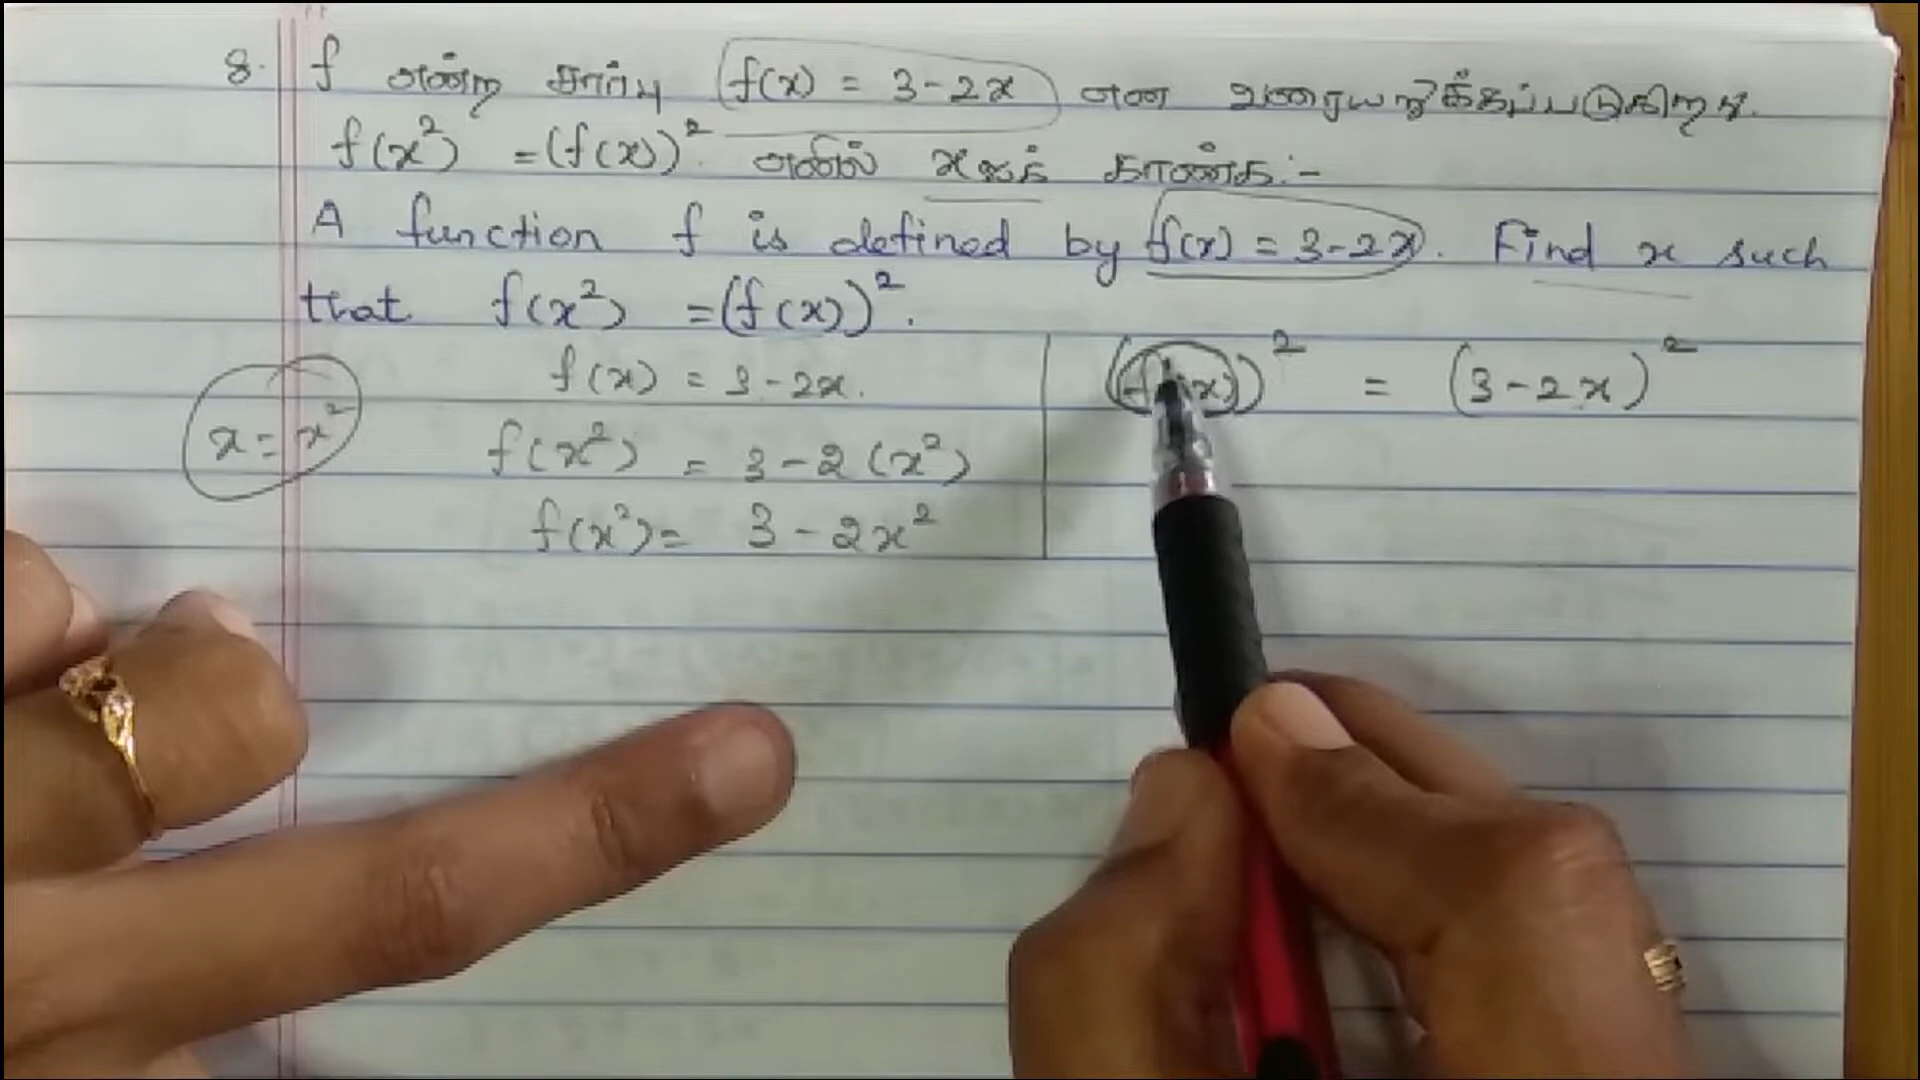 8. f என்ற சார்பு f(x) = 3-2x என வரையறுக்கப்படுகிறது.
f(x²) = (f(x))² எனில் x ஐக் காண்க:-
A function f is defined by f(x) = 3-2x. Find x such
that f(x²) = (f(x))².
f(x) = 3-2x.
x = x²
f(x²) = 3-2(x²)
f(x²) = 3-2x²
(f(x))² = (3-2x)²